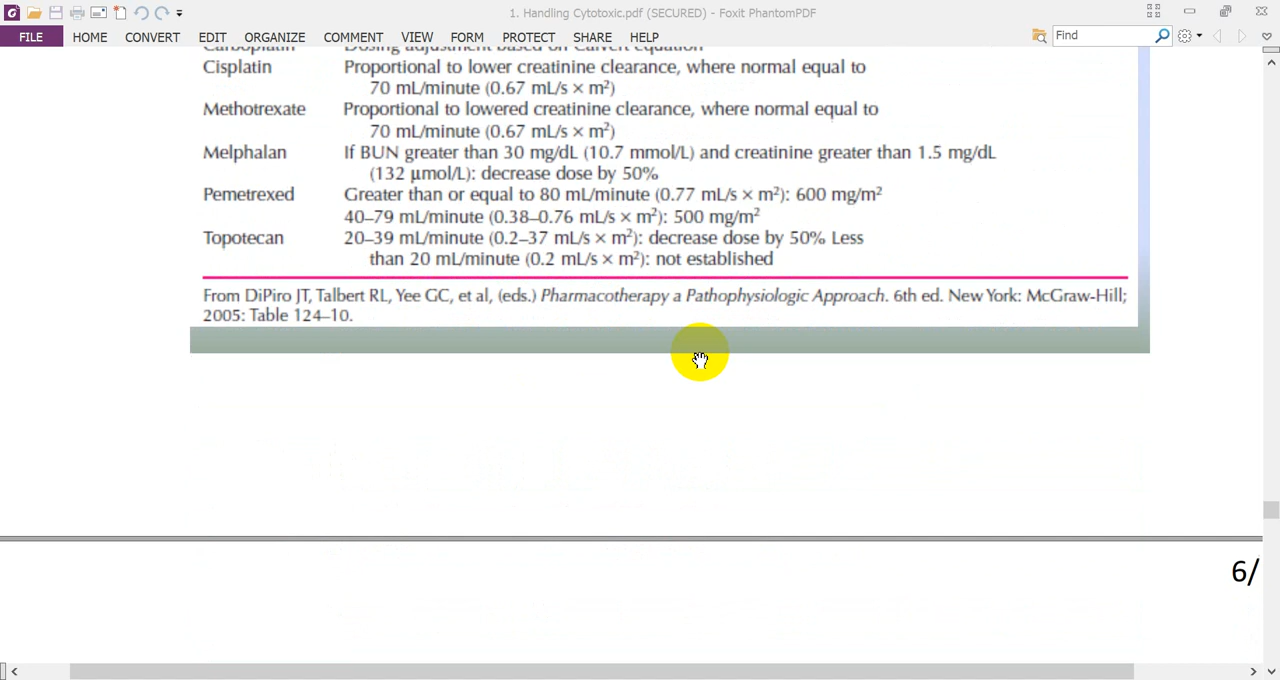 1. Handling Cytotoxic.pdf (SECURED) - Foxit PhantomPDF
FILE HOME CONVERT EDIT ORGANIZE COMMENT VIEW FORM PROTECT SHARE HELP Find
Carboplatin Dosing adjustment based on Calvert equation
Cisplatin Proportional to lower creatinine clearance, where normal equal to
70 mL/minute (0.67 mL/s × m²)
Methotrexate Proportional to lowered creatinine clearance, where normal equal to
70 mL/minute (0.67 mL/s × m²)
Melphalan If BUN greater than 30 mg/dL (10.7 mmol/L) and creatinine greater than 1.5 mg/dL
(132 μmol/L): decrease dose by 50%
Pemetrexed Greater than or equal to 80 mL/minute (0.77 mL/s × m²): 600 mg/m²
40–79 mL/minute (0.38–0.76 mL/s × m²): 500 mg/m²
Topotecan 20–39 mL/minute (0.2–37 mL/s × m²): decrease dose by 50% Less
than 20 mL/minute (0.2 mL/s × m²): not established
From DiPiro JT, Talbert RL, Yee GC, et al, (eds.) Pharmacotherapy a Pathophysiologic Approach. 6th ed. New York: McGraw-Hill;
2005: Table 124–10.
6/